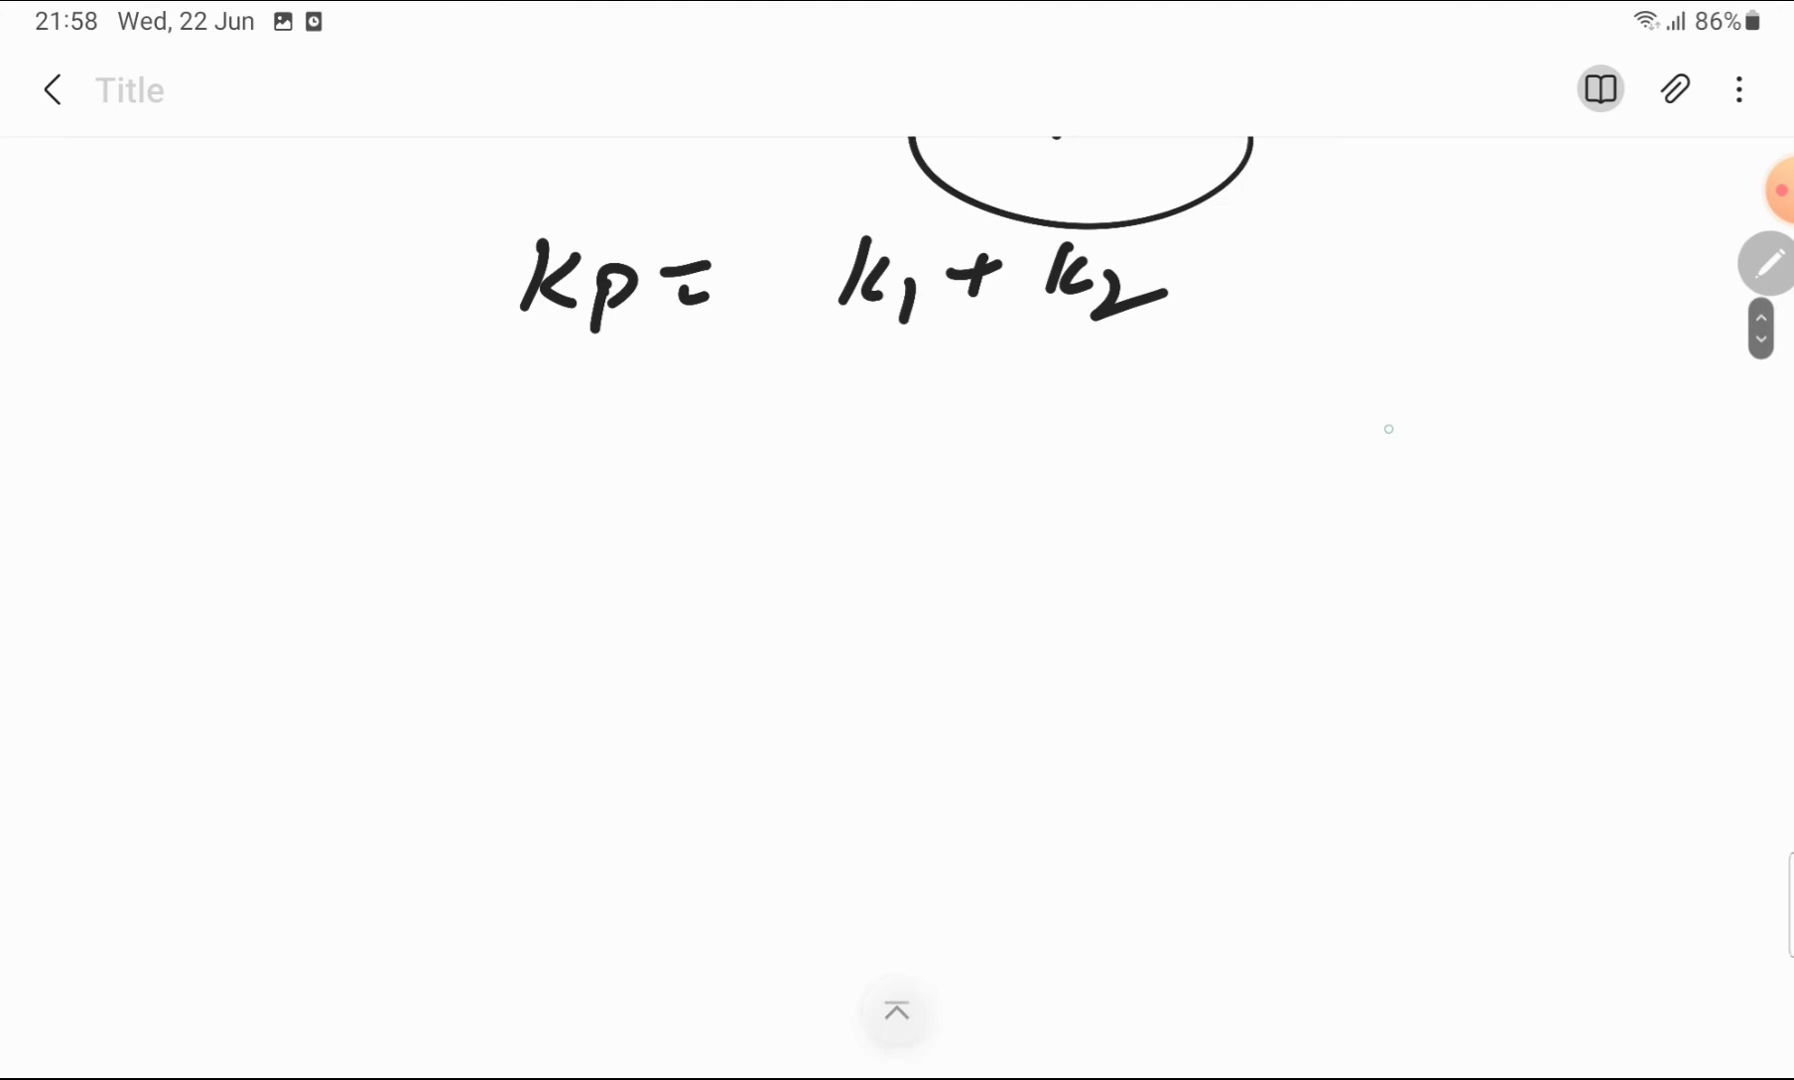 21:58 Wed, 22 Jun 86%
Title
kp = k₁ + k₂